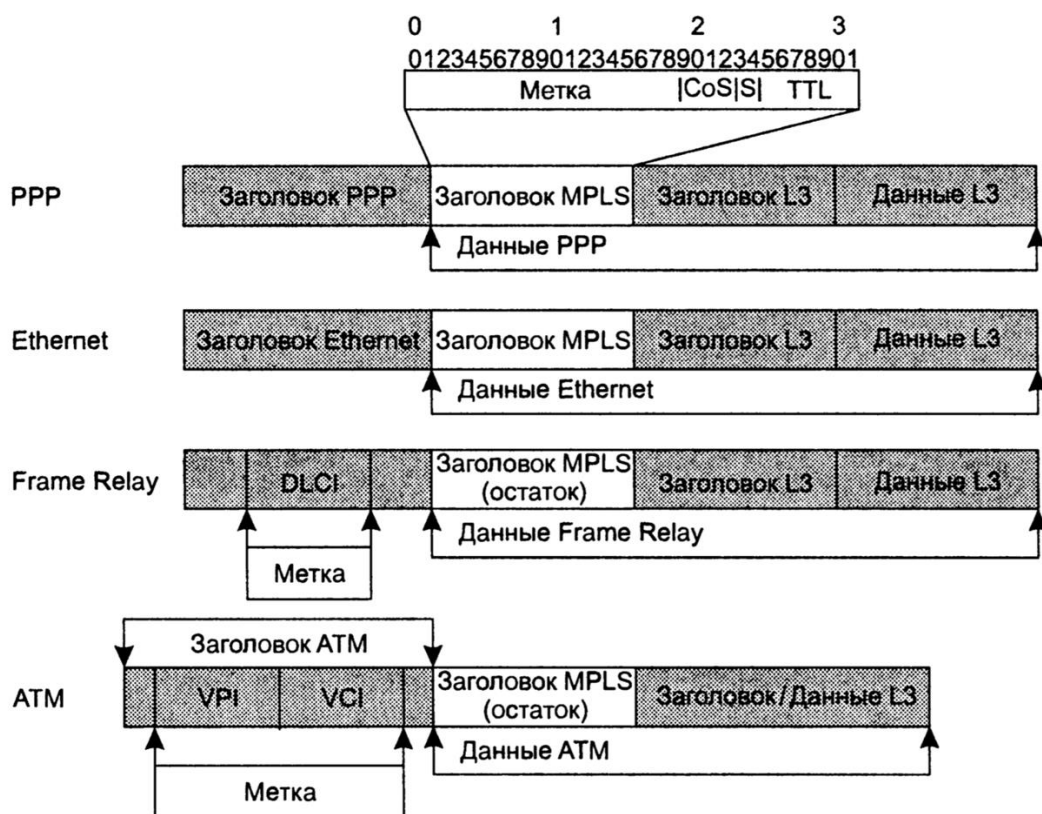 0 1 2 3
01234567890123456789012345678901
Метка |CoS|S| TTL
PPP Заголовок PPP Заголовок MPLS Заголовок L3 Данные L3
Данные PPP
Ethernet Заголовок Ethernet Заголовок MPLS Заголовок L3 Данные L3
Данные Ethernet
Frame Relay DLCI Заголовок MPLS (остаток) Заголовок L3 Данные L3
Данные Frame Relay
Метка
Заголовок ATM
ATM VPI VCI Заголовок MPLS (остаток) Заголовок/Данные L3
Данные ATM
Метка